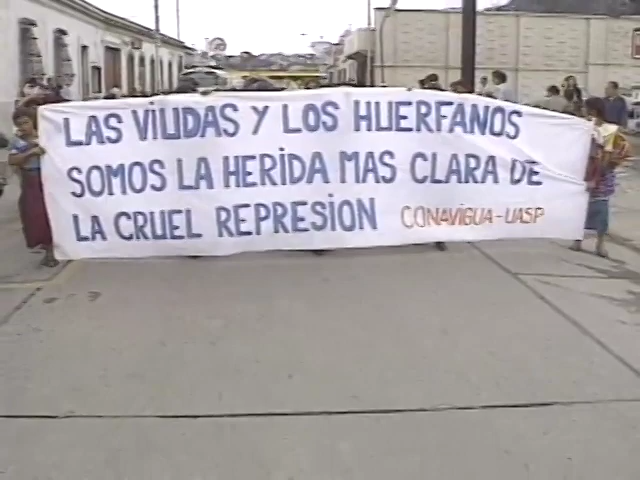 LAS VIUDAS Y LOS HUERFANOS
SOMOS LA HERIDA MAS CLARA DE
LA CRUEL REPRESION CONAVIGUA-UASP